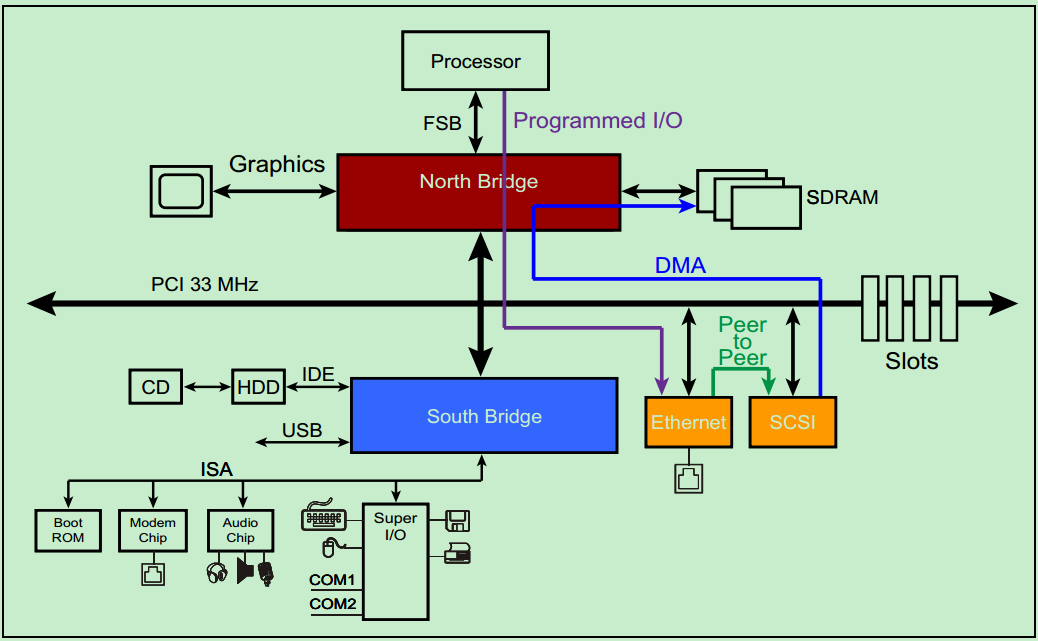 Processor
FSB
Programmed I/O
Graphics
North Bridge
SDRAM
DMA
PCI 33 MHz
Peer
to
Peer
Slots
CD
HDD
IDE
South Bridge
Ethernet
SCSI
USB
ISA
Boot
ROM
Modem
Chip
Audio
Chip
Super
I/O
COM1
COM2